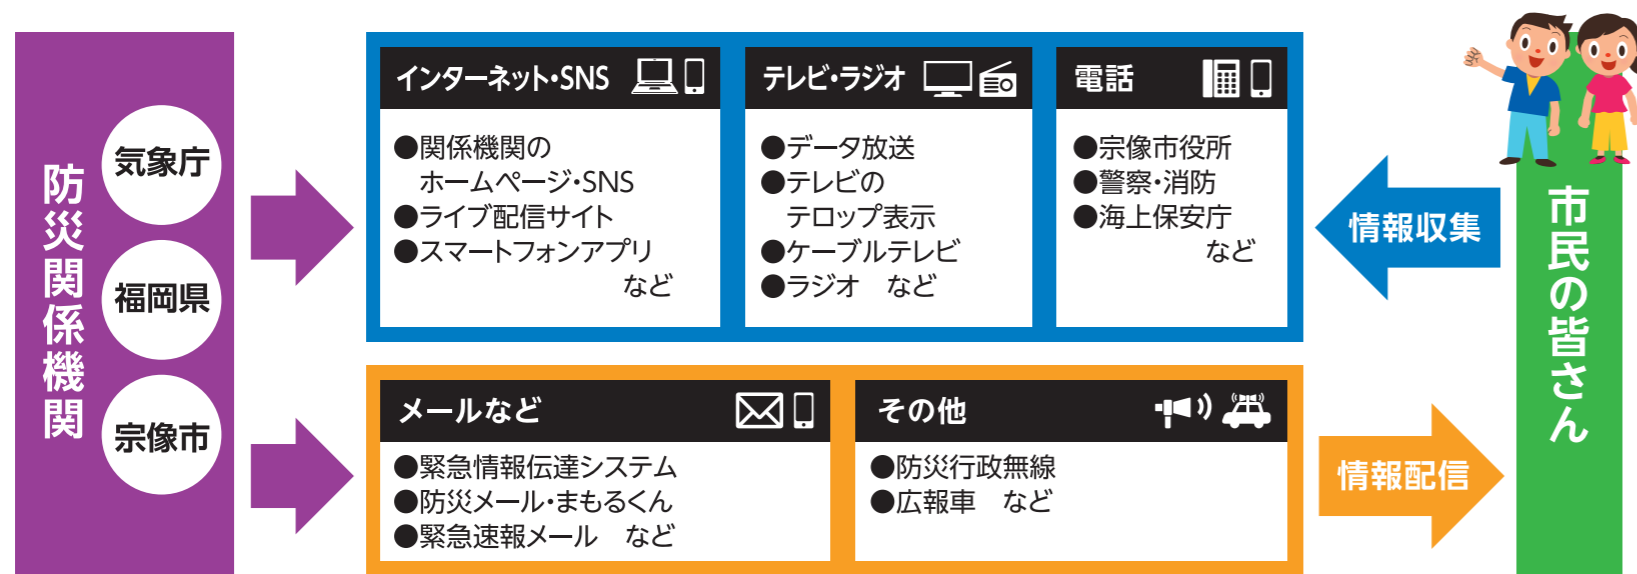 防災関係機関
気象庁
福岡県
宗像市
インターネット・SNS
●関係機関の
ホームページ・SNS
●ライブ配信サイト
●スマートフォンアプリ
など
テレビ・ラジオ
●データ放送
●テレビの
テロップ表示
●ケーブルテレビ
●ラジオ　など
電話
●宗像市役所
●警察・消防
●海上保安庁
など
情報収集
メールなど
●緊急情報伝達システム
●防災メール・まもるくん
●緊急速報メール　など
その他
●防災行政無線
●広報車　など
情報配信
市民の皆さん